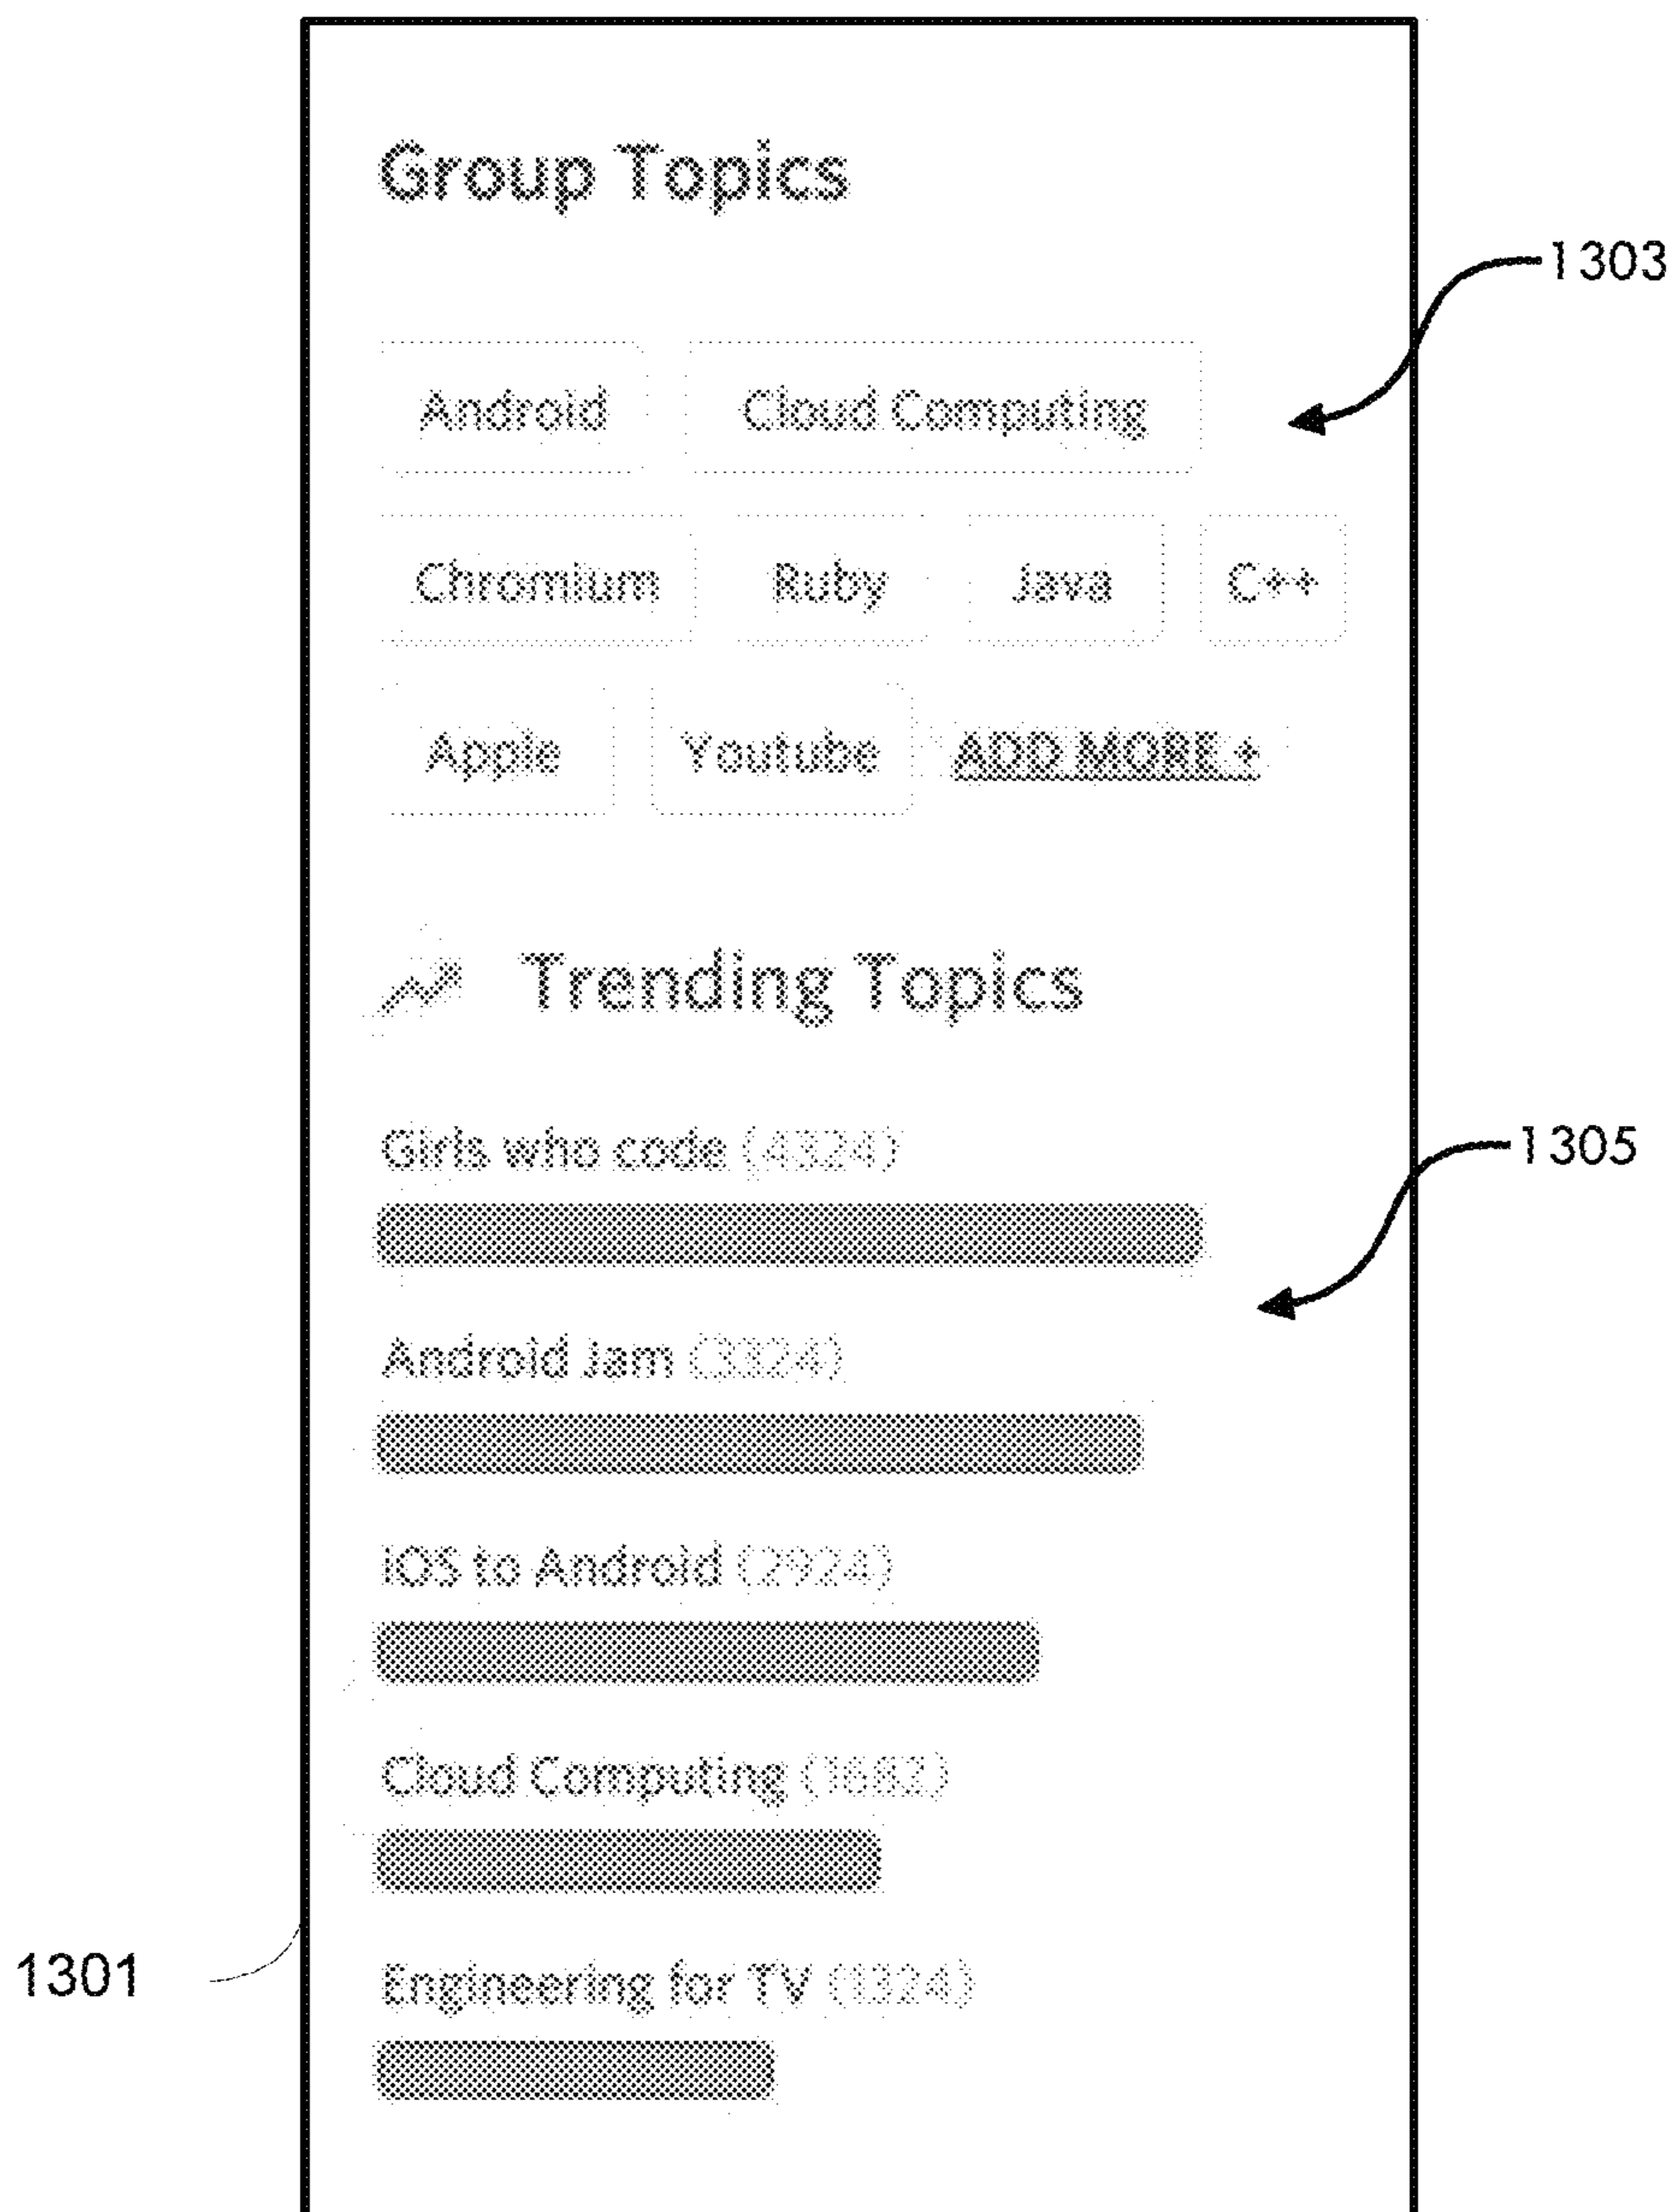 Group Topics
1303
Android Cloud Computing
Chromium Ruby Java C++
Apple Youtube ADD MORE +
Trending Topics
Girls who code (4324)
1305
Android Jam (3324)
iOS to Android (2924)
Cloud Computing
1301
Engineering for TV (1324)